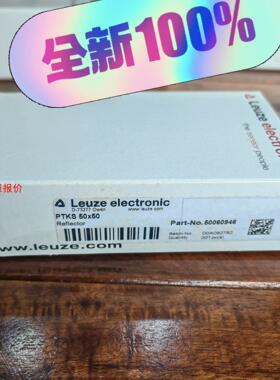 全新100%
Leuze electronic
the sensor people
报价
Leuze electronic
D-73277 Owen
www.leuze.com
PTKS 50x50
Reflector
Part-No.
Quantity
www.leuze.com